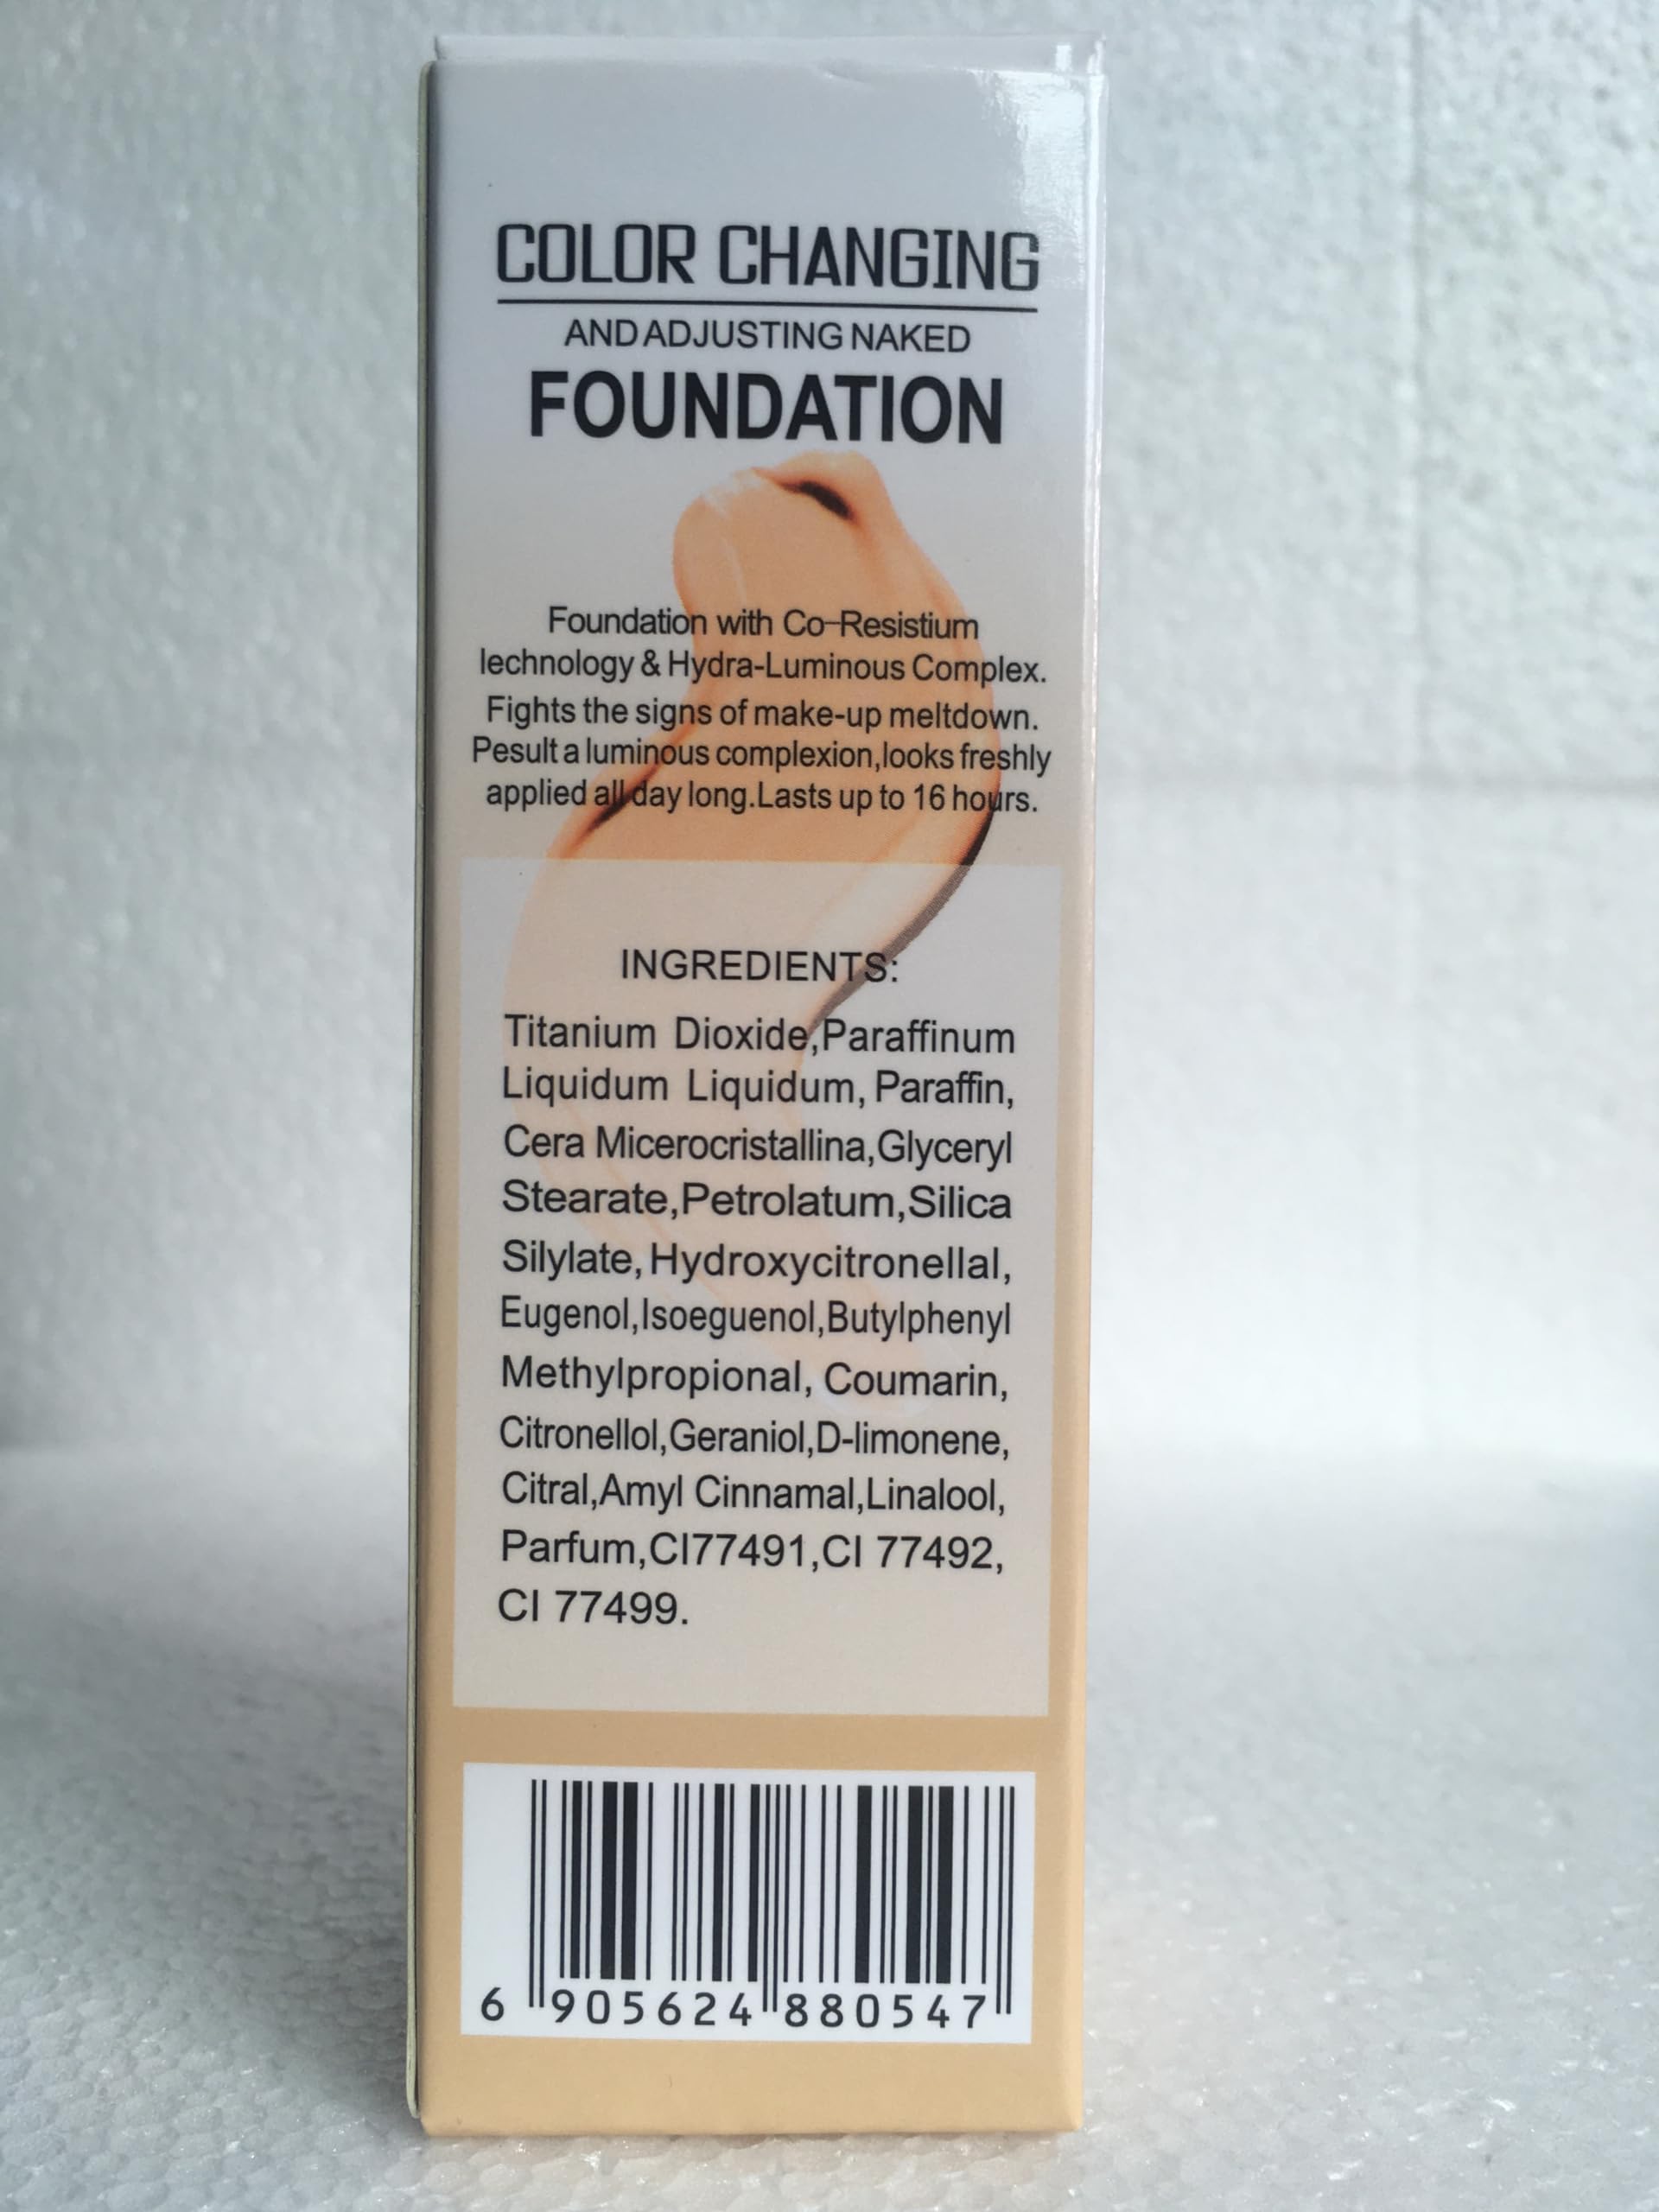 COLOR CHANGING
AND ADJUSTING NAKED
FOUNDATION
Foundation with Co-Resistium
lechnology & Hydra-Luminous Complex.
Fights the signs of make-up meltdown.
Pesult a luminous complexion,looks freshly
applied all day long.Lasts up to 16 hours.
INGREDIENTS:
Titanium Dioxide,Paraffinum
Liquidum Liquidum, Paraffin,
Cera Micerocristallina,Glyceryl
Stearate,Petrolatum,Silica
Silylate, Hydroxycitronellal,
Eugenol,Isoeguenol,Butylphenyl
Methylpropional, Coumarin,
Citronellol,Geraniol,D-limonene,
Citral,Amyl Cinnamal,Linalool,
Parfum,CI77491,CI 77492,
CI 77499.
6 905624 880547